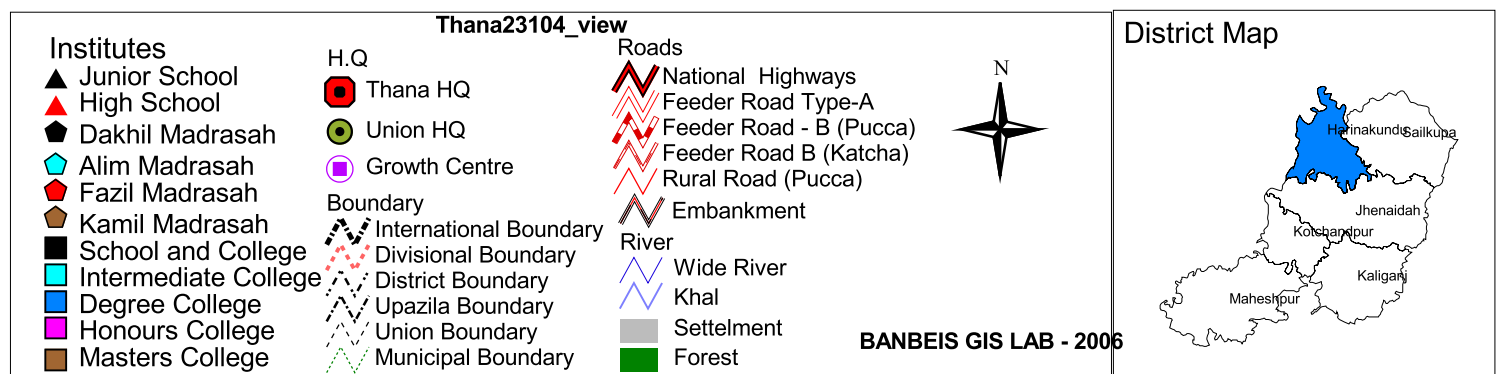 Thana23104_view
Institutes
Junior School
High School
Dakhil Madrasah
Alim Madrasah
Fazil Madrasah
Kamil Madrasah
School and College
Intermediate College
Degree College
Honours College
Masters College
H.Q
Thana HQ
Union HQ
Growth Centre
Boundary
International Boundary
Divisional Boundary
District Boundary
Upazila Boundary
Union Boundary
Municipal Boundary
Roads
National Highways
Feeder Road Type-A
Feeder Road - B (Pucca)
Feeder Road B (Katcha)
Rural Road (Pucca)
Embankment
River
Wide River
Khal
Settelment
Forest
N
BANBEIS GIS LAB - 2006
District Map
Harinakundu
Sailkupa
Jhenaidah
Kotchandpur
Kaliganj
Maheshpur